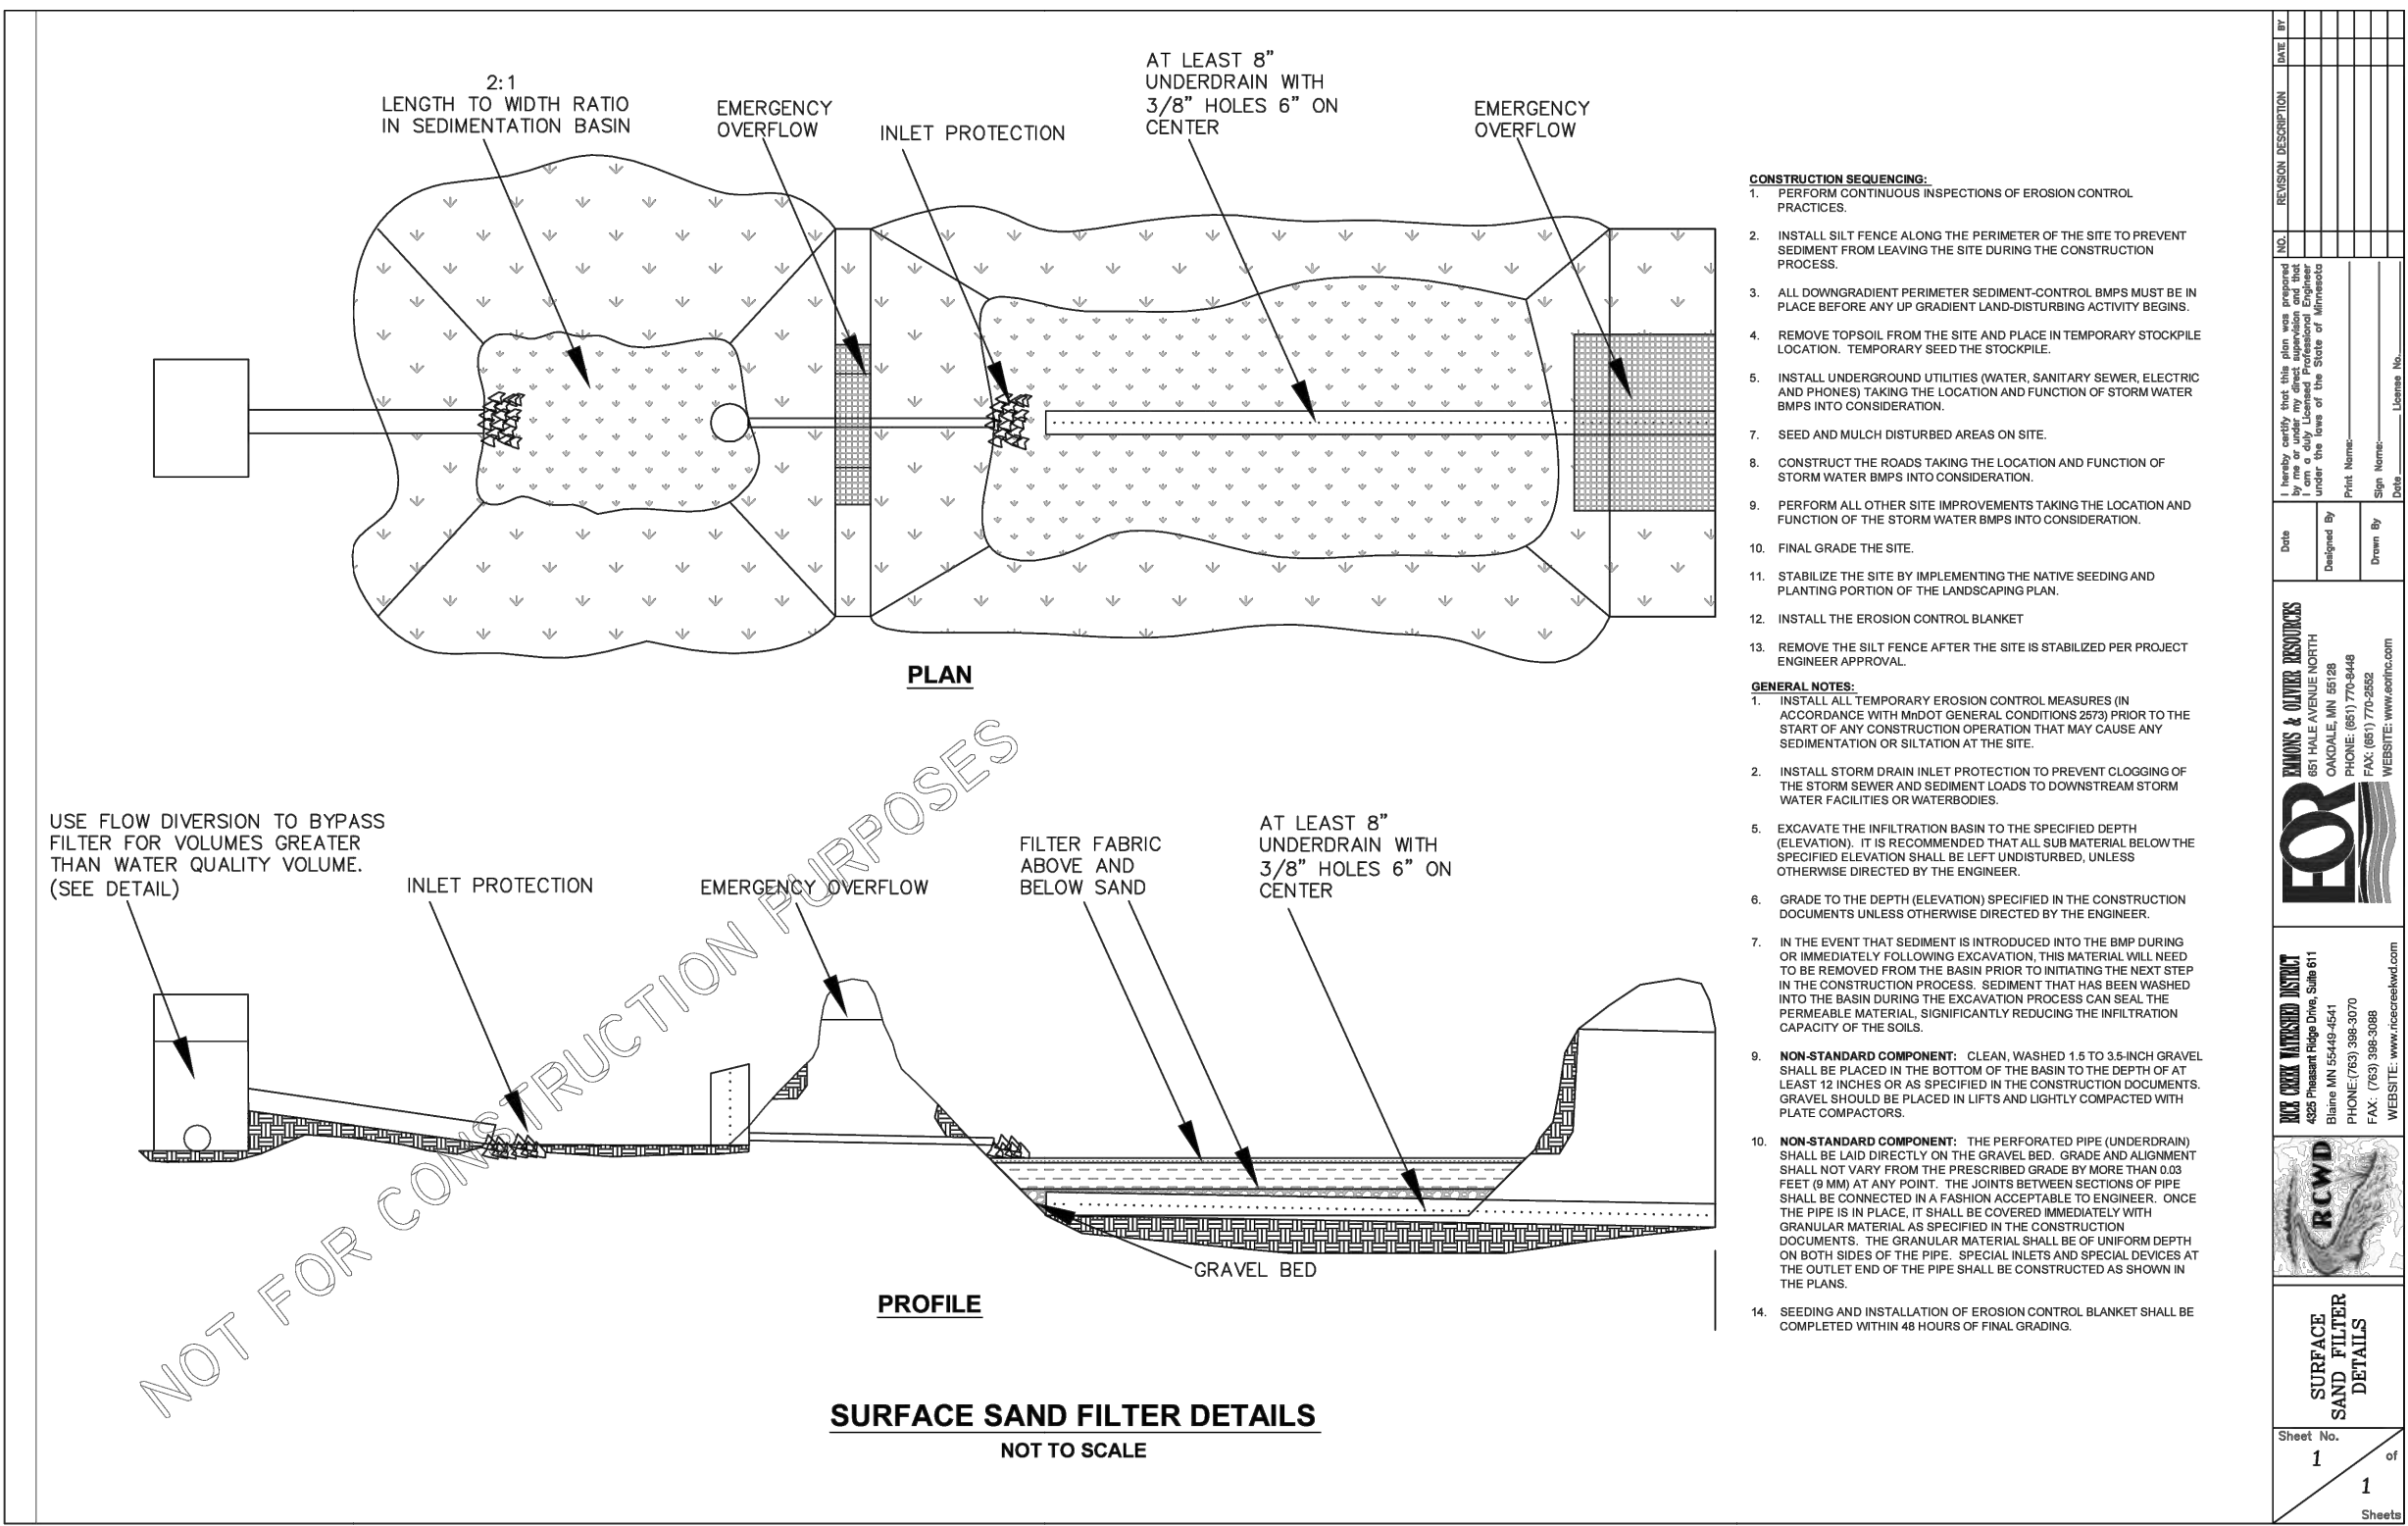 2:1
LENGTH TO WIDTH RATIO
IN SEDIMENTATION BASIN
EMERGENCY
OVERFLOW
INLET PROTECTION
AT LEAST 8”
UNDERDRAIN WITH
3/8” HOLES 6” ON
CENTER
EMERGENCY
OVERFLOW
PLAN
USE FLOW DIVERSION TO BYPASS
FILTER FOR VOLUMES GREATER
THAN WATER QUALITY VOLUME.
(SEE DETAIL)
INLET PROTECTION
EMERGENCY OVERFLOW
FILTER FABRIC
ABOVE AND
BELOW SAND
AT LEAST 8”
UNDERDRAIN WITH
3/8” HOLES 6” ON
CENTER
GRAVEL BED
PROFILE
NOT FOR CONSTRUCTION PURPOSES
SURFACE SAND FILTER DETAILS
NOT TO SCALE
CONSTRUCTION SEQUENCING:
1. PERFORM CONTINUOUS INSPECTIONS OF EROSION CONTROL
PRACTICES.
2. INSTALL SILT FENCE ALONG THE PERIMETER OF THE SITE TO PREVENT
SEDIMENT FROM LEAVING THE SITE DURING THE CONSTRUCTION
PROCESS.
3. ALL DOWNGRADIENT PERIMETER SEDIMENT-CONTROL BMPS MUST BE IN
PLACE BEFORE ANY UP GRADIENT LAND-DISTURBING ACTIVITY BEGINS.
4. REMOVE TOPSOIL FROM THE SITE AND PLACE IN TEMPORARY STOCKPILE
LOCATION. TEMPORARY SEED THE STOCKPILE.
5. INSTALL UNDERGROUND UTILITIES (WATER, SANITARY SEWER, ELECTRIC
AND PHONES) TAKING THE LOCATION AND FUNCTION OF STORM WATER
BMPS INTO CONSIDERATION.
7. SEED AND MULCH DISTURBED AREAS ON SITE.
8. CONSTRUCT THE ROADS TAKING THE LOCATION AND FUNCTION OF
STORM WATER BMPS INTO CONSIDERATION.
9. PERFORM ALL OTHER SITE IMPROVEMENTS TAKING THE LOCATION AND
FUNCTION OF THE STORM WATER BMPS INTO CONSIDERATION.
10. FINAL GRADE THE SITE.
11. STABILIZE THE SITE BY IMPLEMENTING THE NATIVE SEEDING AND
PLANTING PORTION OF THE LANDSCAPING PLAN.
12. INSTALL THE EROSION CONTROL BLANKET
13. REMOVE THE SILT FENCE AFTER THE SITE IS STABILIZED PER PROJECT
ENGINEER APPROVAL.
GENERAL NOTES:
1. INSTALL ALL TEMPORARY EROSION CONTROL MEASURES (IN
ACCORDANCE WITH MnDOT GENERAL CONDITIONS 2573) PRIOR TO THE
START OF ANY CONSTRUCTION OPERATION THAT MAY CAUSE ANY
SEDIMENTATION OR SILTATION AT THE SITE.
2. INSTALL STORM DRAIN INLET PROTECTION TO PREVENT CLOGGING OF
THE STORM SEWER AND SEDIMENT LOADS TO DOWNSTREAM STORM
WATER FACILITIES OR WATERBODIES.
5. EXCAVATE THE INFILTRATION BASIN TO THE SPECIFIED DEPTH
(ELEVATION). IT IS RECOMMENDED THAT ALL SUB MATERIAL BELOW THE
SPECIFIED ELEVATION SHALL BE LEFT UNDISTURBED, UNLESS
OTHERWISE DIRECTED BY THE ENGINEER.
6. GRADE TO THE DEPTH (ELEVATION) SPECIFIED IN THE CONSTRUCTION
DOCUMENTS UNLESS OTHERWISE DIRECTED BY THE ENGINEER.
7. IN THE EVENT THAT SEDIMENT IS INTRODUCED INTO THE BMP DURING
OR IMMEDIATELY FOLLOWING EXCAVATION, THIS MATERIAL WILL NEED
TO BE REMOVED FROM THE BASIN PRIOR TO INITIATING THE NEXT STEP
IN THE CONSTRUCTION PROCESS. SEDIMENT THAT HAS BEEN WASHED
INTO THE BASIN DURING THE EXCAVATION PROCESS CAN SEAL THE
PERMEABLE MATERIAL, SIGNIFICANTLY REDUCING THE INFILTRATION
CAPACITY OF THE SOILS.
9. NON-STANDARD COMPONENT: CLEAN, WASHED 1.5 TO 3.5-INCH GRAVEL
SHALL BE PLACED IN THE BOTTOM OF THE BASIN TO THE DEPTH OF AT
LEAST 12 INCHES OR AS SPECIFIED IN THE CONSTRUCTION DOCUMENTS.
GRAVEL SHOULD BE PLACED IN LIFTS AND LIGHTLY COMPACTED WITH
PLATE COMPACTORS.
10. NON-STANDARD COMPONENT: THE PERFORATED PIPE (UNDERDRAIN)
SHALL BE LAID DIRECTLY ON THE GRAVEL BED. GRADE AND ALIGNMENT
SHALL NOT VARY FROM THE PRESCRIBED GRADE BY MORE THAN 0.03
FEET (9 MM) AT ANY POINT. THE JOINTS BETWEEN SECTIONS OF PIPE
SHALL BE CONNECTED IN A FASHION ACCEPTABLE TO ENGINEER. ONCE
THE PIPE IS IN PLACE, IT SHALL BE COVERED IMMEDIATELY WITH
GRANULAR MATERIAL AS SPECIFIED IN THE CONSTRUCTION
DOCUMENTS. THE GRANULAR MATERIAL SHALL BE OF UNIFORM DEPTH
ON BOTH SIDES OF THE PIPE. SPECIAL INLETS AND SPECIAL DEVICES AT
THE OUTLET END OF THE PIPE SHALL BE CONSTRUCTED AS SHOWN IN
THE PLANS.
14. SEEDING AND INSTALLATION OF EROSION CONTROL BLANKET SHALL BE
COMPLETED WITHIN 48 HOURS OF FINAL GRADING.
NO. REVISION DESCRIPTION DATE BY
I hereby certify that this plan was prepared
by me or under my direct supervision and that
I am a duly Licensed Professional Engineer
under the laws of the State of Minnesota
Print Name:
Sign Name:
Date License No.
Date
Designed By
Drawn By
EMMONS & OLIVIER RESOURCES
651 HALE AVENUE NORTH
OAKDALE, MN 55128
PHONE: (651) 770-8448
FAX: (651) 770-2552
WEBSITE: www.eorinc.com
EOR
RICE CREEK WATERSHED DISTRICT
4325 Pheasant Ridge Drive, Suite 611
Blaine MN 55449-4541
PHONE:(763) 398-3070
FAX: (763) 398-3088
WEBSITE: www.ricecreekwd.com
RCWD
SURFACE
SAND FILTER
DETAILS
Sheet No.
1
of
1
Sheets